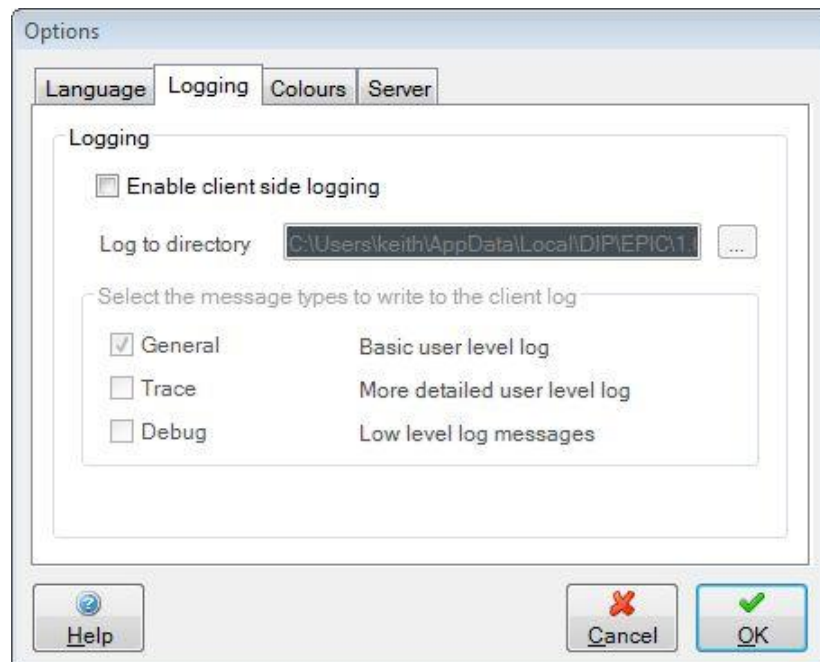 Options
Language Logging Colours Server
Logging
Enable client side logging
Log to directory C:\Users\keith\AppData\Local\DIP\EPIC\1. ...
Select the message types to write to the client log
General Basic user level log
Trace More detailed user level log
Debug Low level log messages
Help Cancel OK